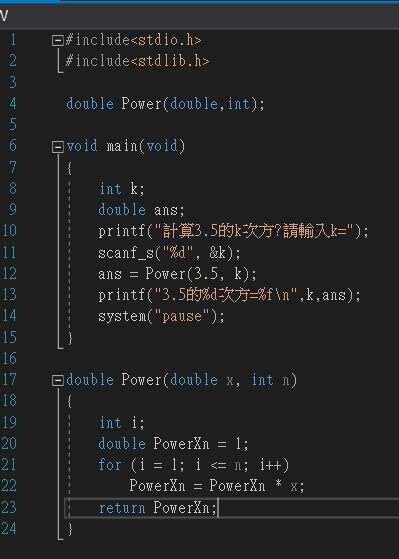 1 #include<stdio.h>
2 #include<stdlib.h>
3
4 double Power(double,int);
5
6 void main(void)
7 {
8 int k;
9 double ans;
10 printf("計算3.5的k次方?請輸入k=");
11 scanf_s("%d", &k);
12 ans = Power(3.5, k);
13 printf("3.5的%d次方=%f\n",k,ans);
14 system("pause");
15 }
16
17 double Power(double x, int n)
18 {
19 int i;
20 double PowerXn = 1;
21 for (i = 1; i <= n; i++)
22 PowerXn = PowerXn * x;
23 return PowerXn;
24 }